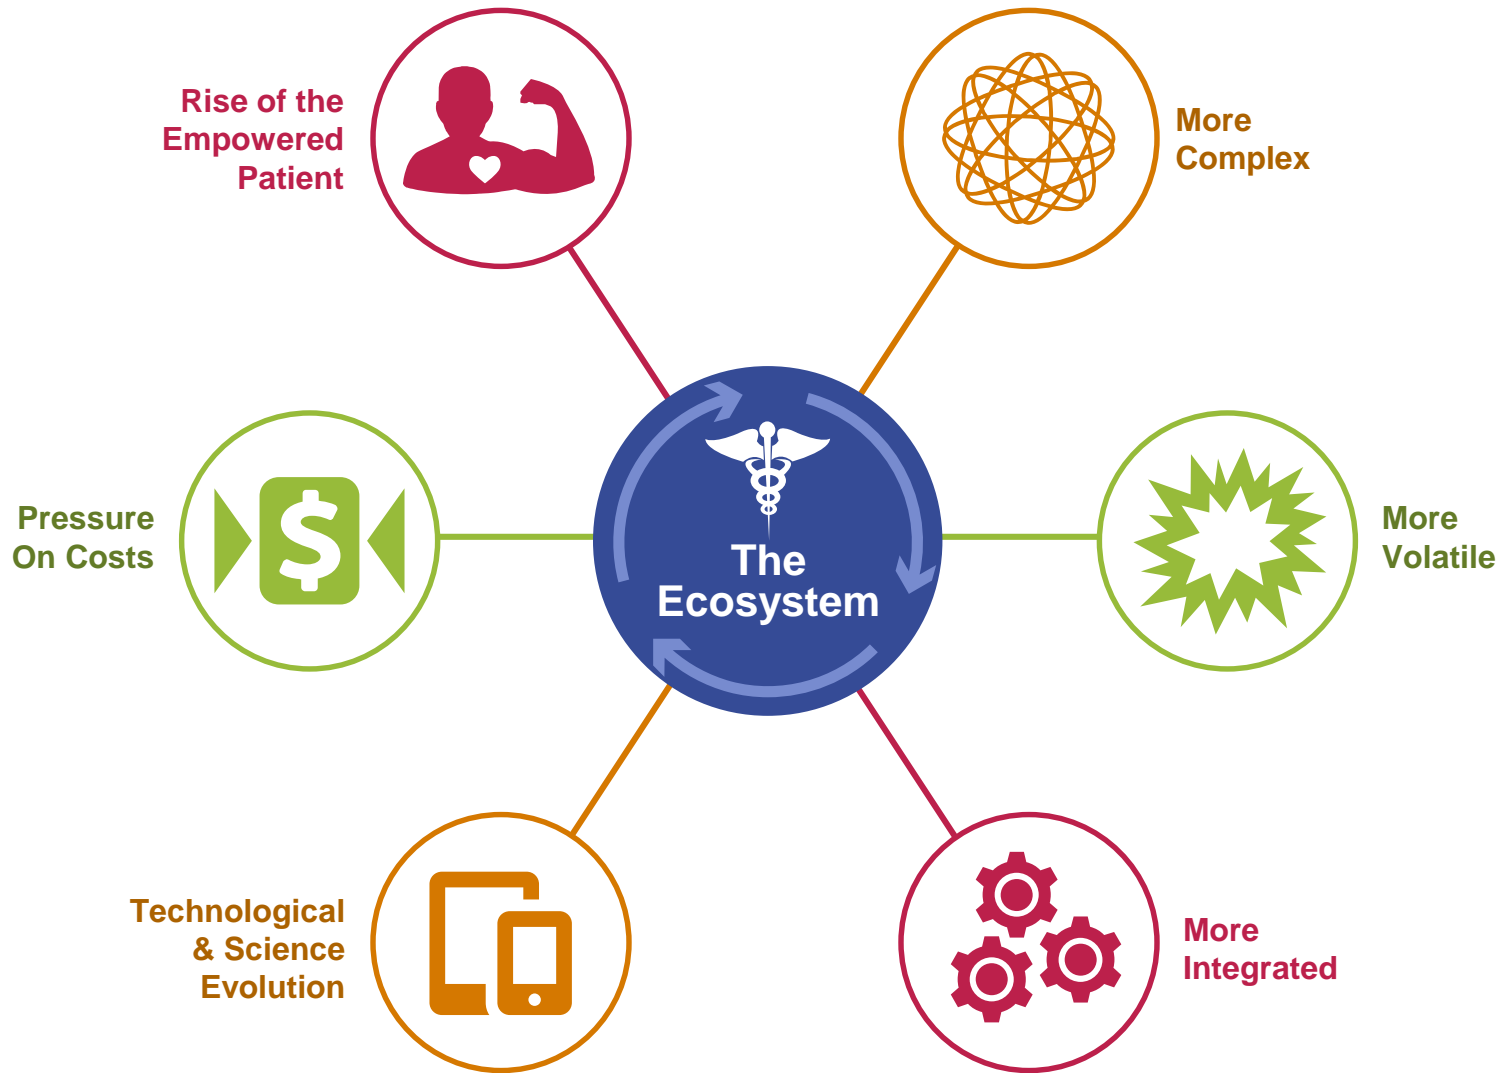 Rise of the
Empowered
Patient
More
Complex
Pressure
On Costs
$
The
Ecosystem
More
Volatile
Technological
& Science
Evolution
More
Integrated